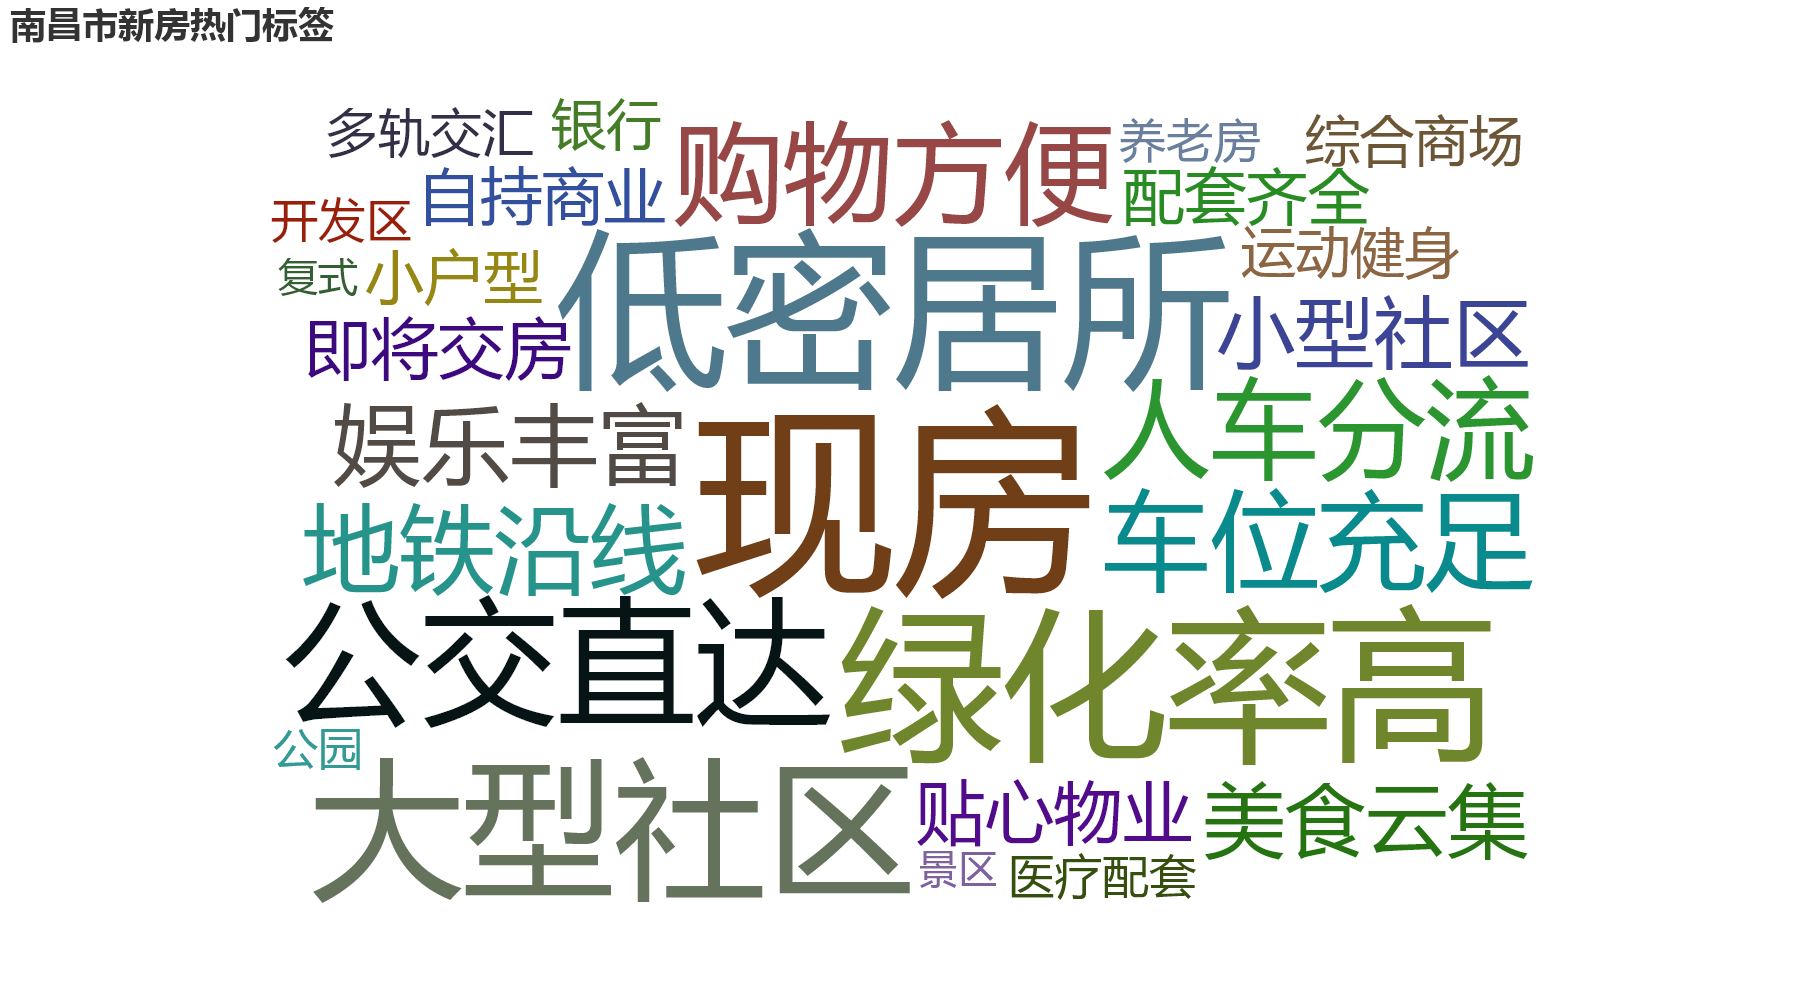 南昌市新房热门标签
多轨交汇
银行
购物方便
养老房
综合商场
自持商业
配套齐全
开发区
低密居所
运动健身
复式
小户型
小型社区
即将交房
人车分流
娱乐丰富
现房
地铁沿线
车位充足
公交直达
绿化率高
公园
大型社区
贴心物业
美食云集
景区
医疗配套